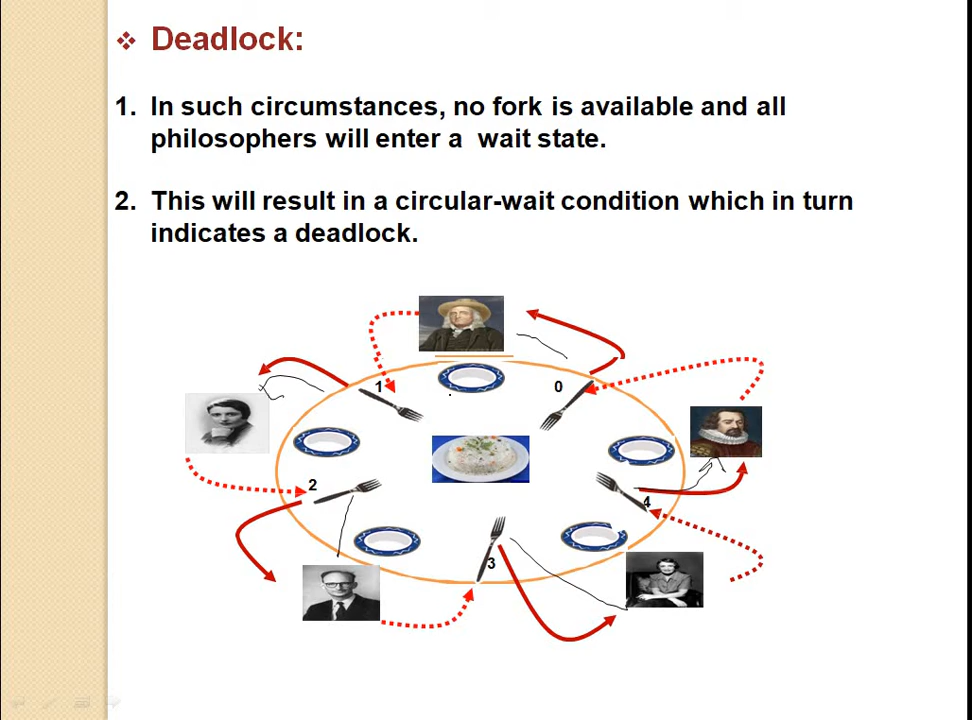 Deadlock:
1. In such circumstances, no fork is available and all
philosophers will enter a wait state.
2. This will result in a circular-wait condition which in turn
indicates a deadlock.
1
0
2
4
3